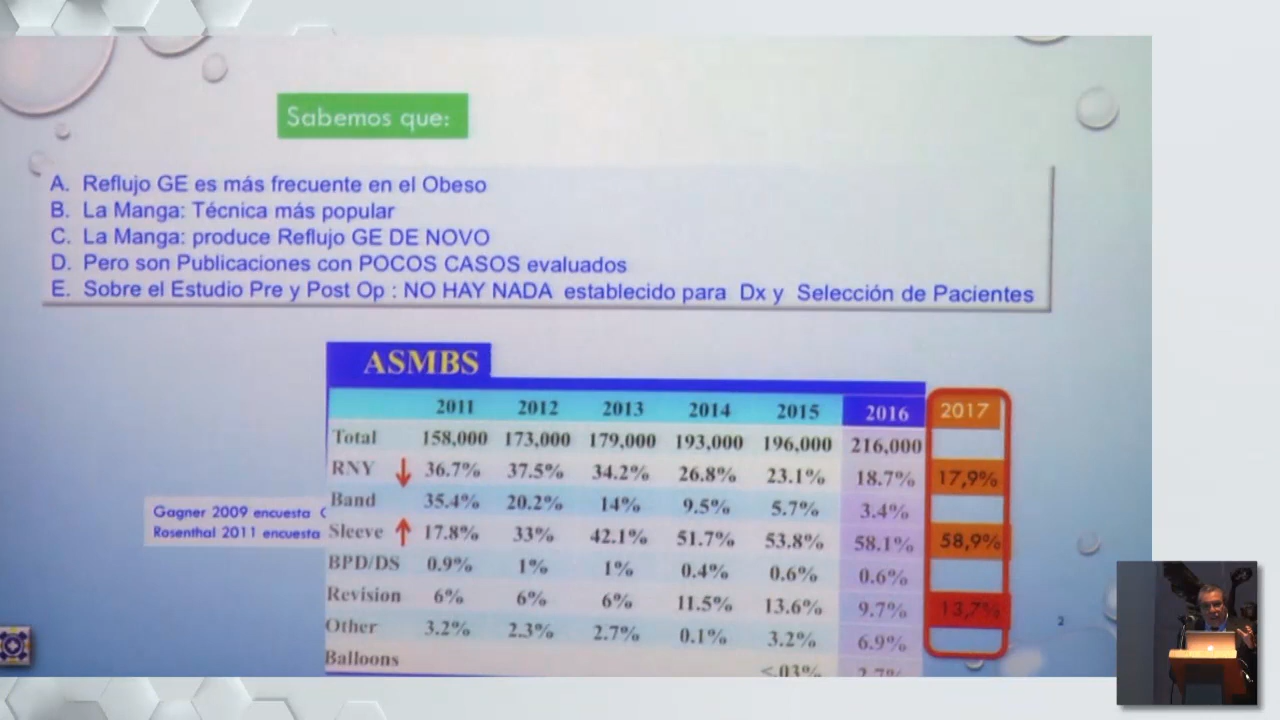 Sabemos que:
A. Reflujo GE es más frecuente en el Obeso
B. La Manga: Técnica más popular
C. La Manga: produce Reflujo GE DE NOVO
D. Pero son Publicaciones con POCOS CASOS evaluados
E. Sobre el Estudio Pre y Post Op : NO HAY NADA establecido para Dx y Selección de Pacientes
ASMBS
2011 2012 2013 2014 2015 2016 2017
Total 158,000 173,000 179,000 193,000 196,000 216,000
RNY 36.7% 37.5% 34.2% 26.8% 23.1% 18.7% 17,9%
Band 35.4% 20.2% 14% 9.5% 5.7% 3.4%
Gagner 2009 encuesta
Rosenthal 2011 encuesta
Sleeve 17.8% 33% 42.1% 51.7% 53.8% 58.1% 58,9%
BPD/DS 0.9% 1% 1% 0.4% 0.6% 0.6%
Revision 6% 6% 6% 11.5% 13.6% 9.7% 13,7%
Other 3.2% 2.3% 2.7% 0.1% 3.2% 6.9%
Balloons
2